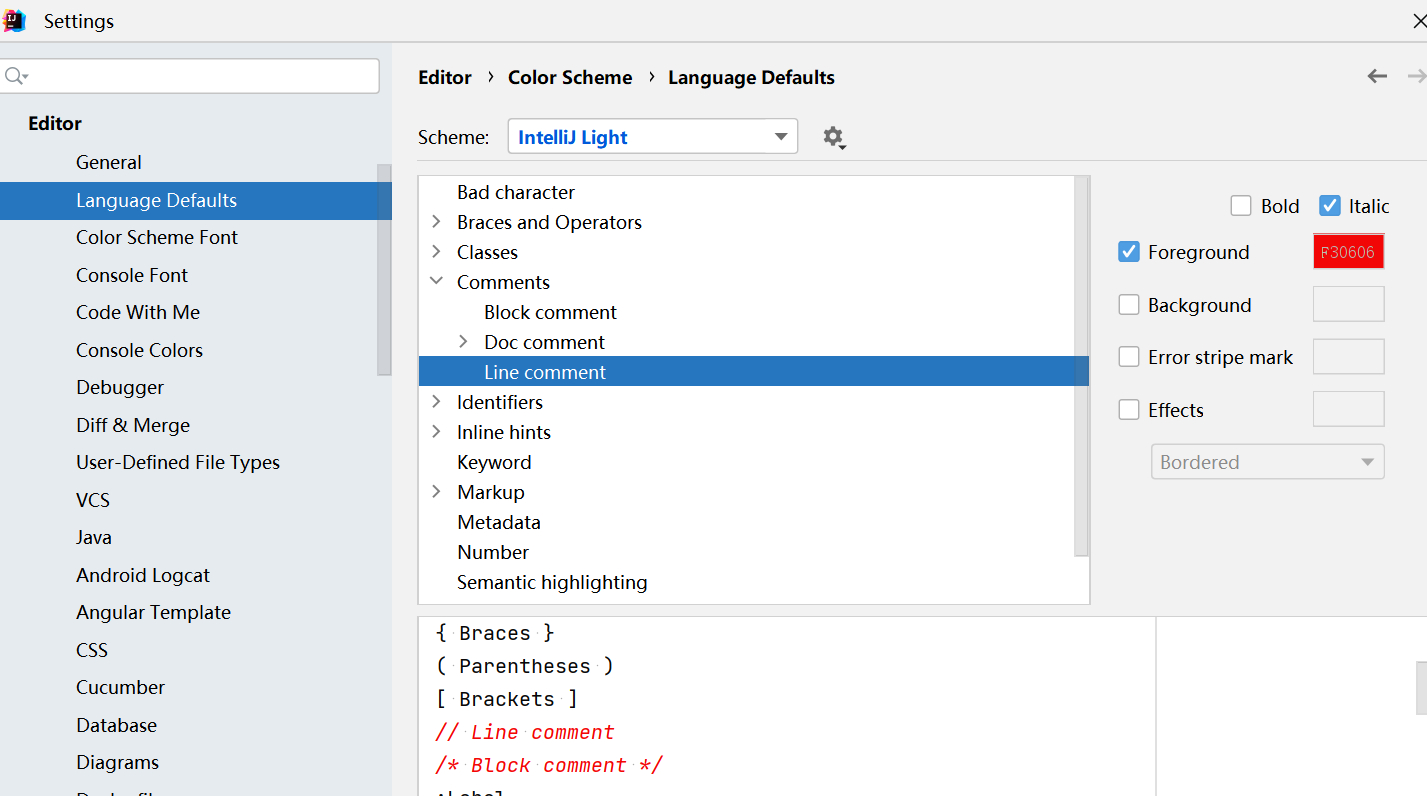 Settings
Editor
General
Language Defaults
Color Scheme Font
Console Font
Code With Me
Console Colors
Debugger
Diff & Merge
User-Defined File Types
VCS
Java
Android Logcat
Angular Template
CSS
Cucumber
Database
Diagrams
Editor › Color Scheme › Language Defaults
Scheme: IntelliJ Light
Bad character
Braces and Operators
Classes
Comments
Block comment
Doc comment
Line comment
Identifiers
Inline hints
Keyword
Markup
Metadata
Number
Semantic highlighting
Bold Italic
Foreground F30606
Background
Error stripe mark
Effects
Bordered
{ Braces }
( Parentheses )
[ Brackets ]
// Line comment
/* Block comment */
:Label